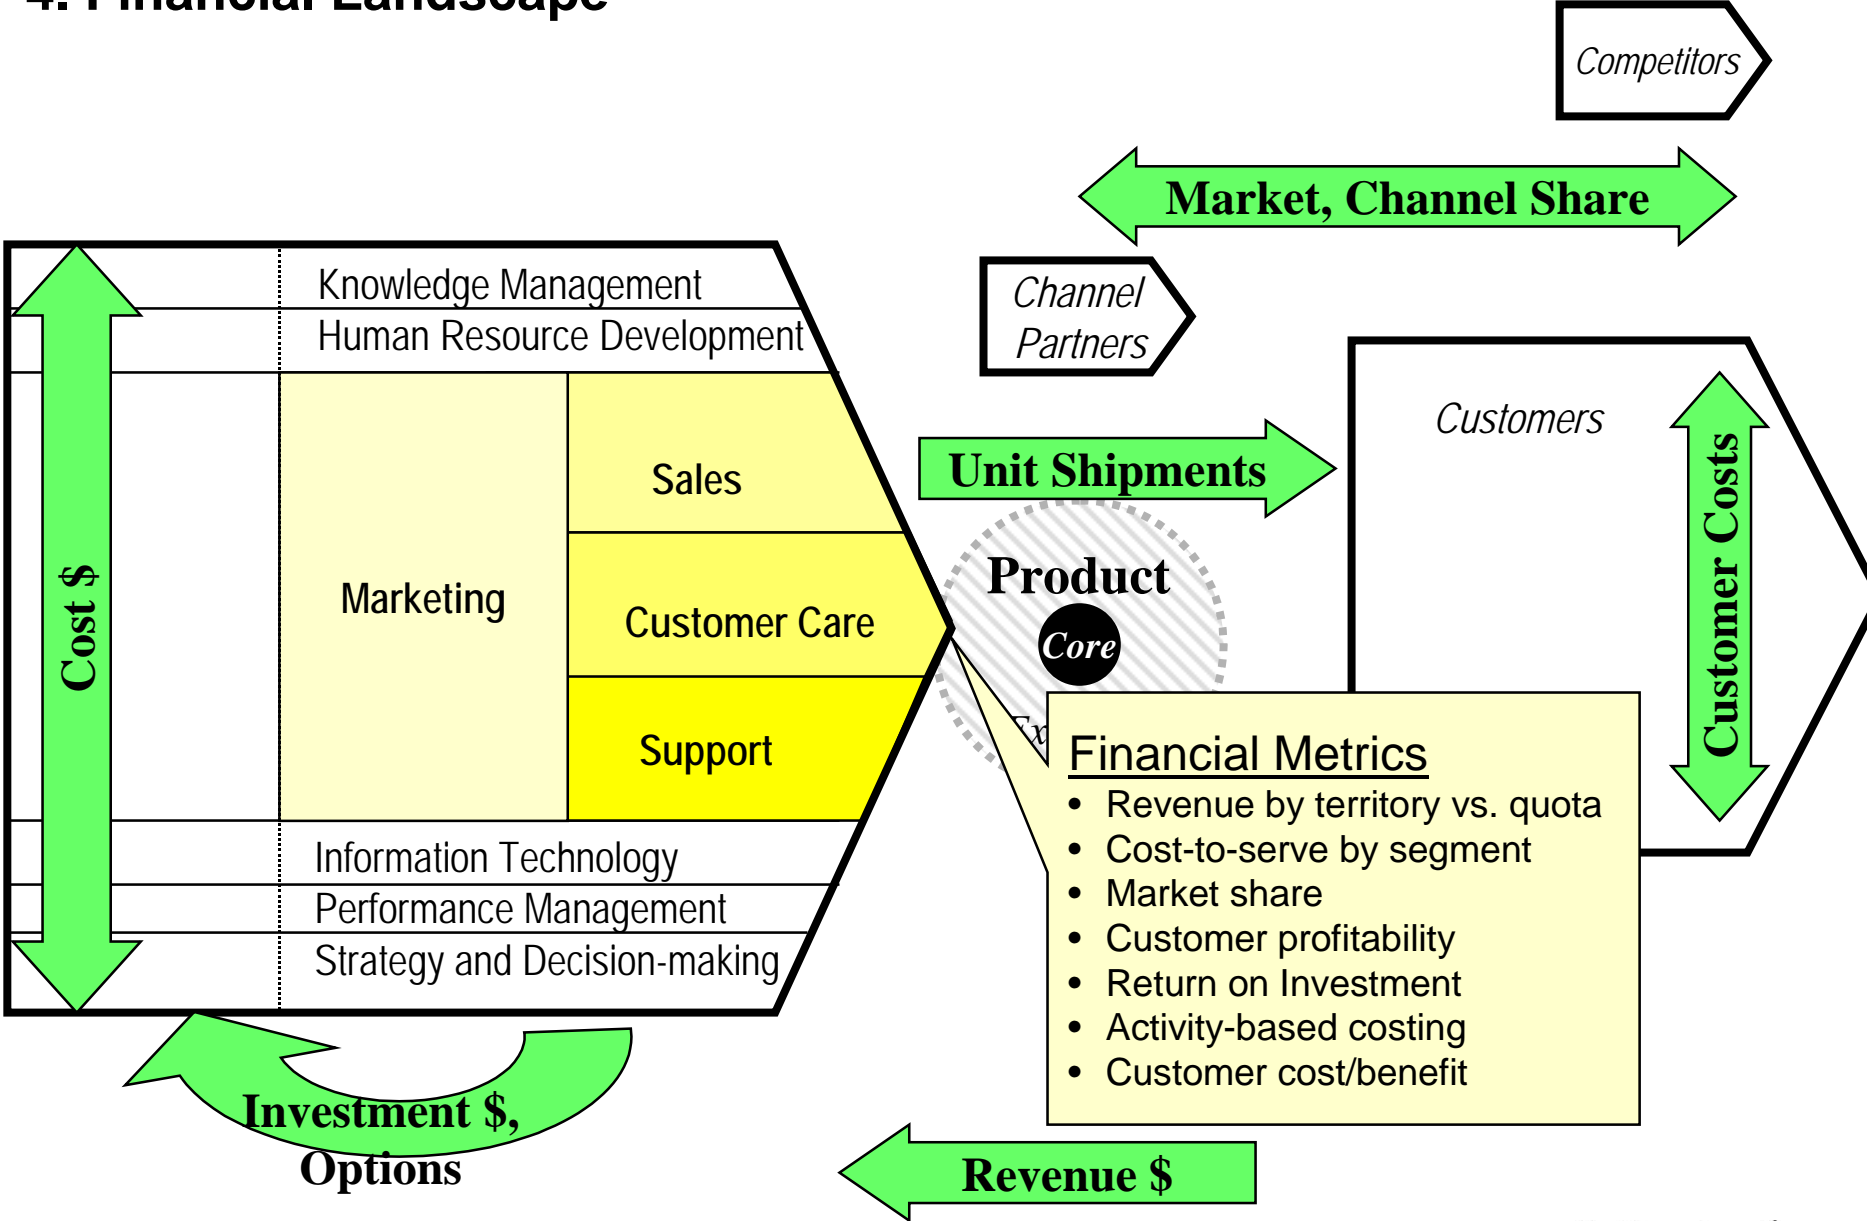 4. Financial Landscape
Competitors
Market, Channel Share
Knowledge Management
Human Resource Development
Channel
Partners
Customers
Sales
Unit Shipments
Marketing
Customer Care
Support
Cost $
Product
Core
Customer Costs
Financial Metrics
• Revenue by territory vs. quota
• Cost-to-serve by segment
• Market share
• Customer profitability
• Return on Investment
• Activity-based costing
• Customer cost/benefit
Information Technology
Performance Management
Strategy and Decision-making
Investment $,
Options
Revenue $